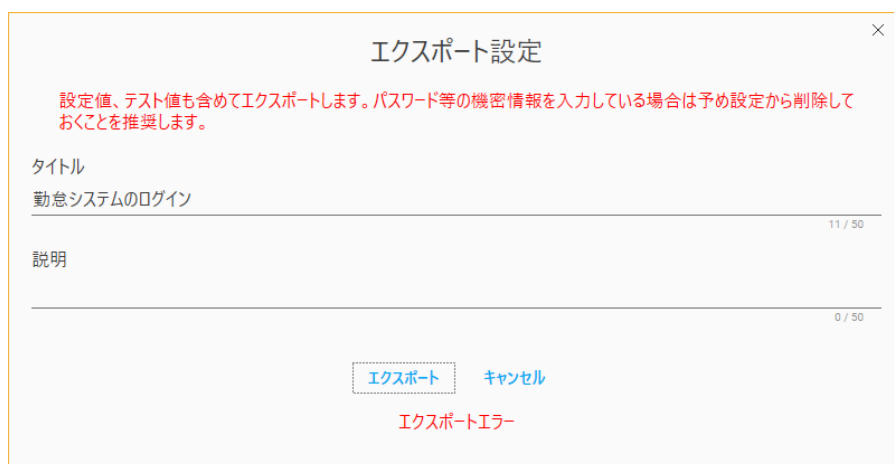 エクスポート設定
設定値、テスト値も含めてエクスポートします。パスワード等の機密情報を入力している場合は予め設定から削除して
おくことを推奨します。
タイトル
勤怠システムのログイン
11 / 50
説明
0 / 50
エクスポート キャンセル
エクスポートエラー